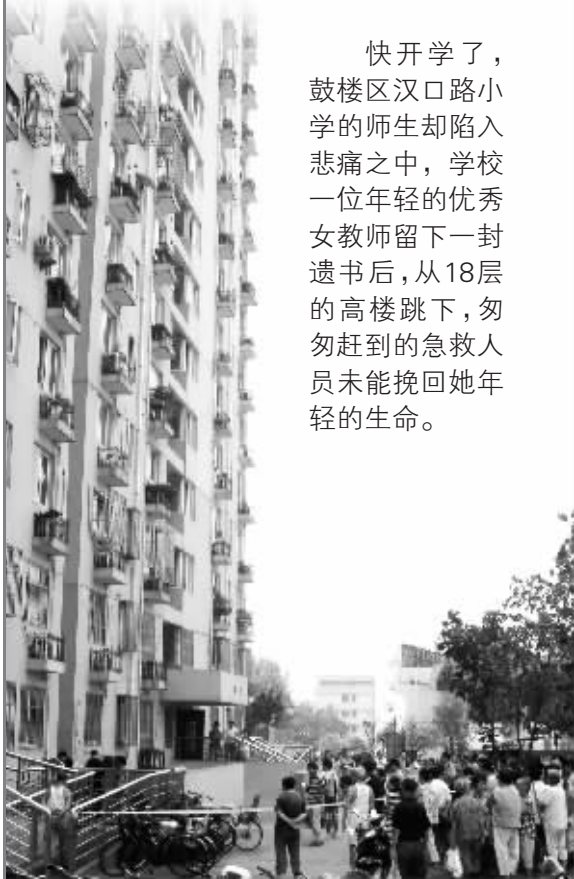 快开学了，
鼓楼区汉口路小
学的师生却陷入
悲痛之中，学校
一位年轻的优秀
女教师留下一封
遗书后，从18层
的高楼跳下，匆
匆赶到的急救人
员未能挽回她年
轻的生命。